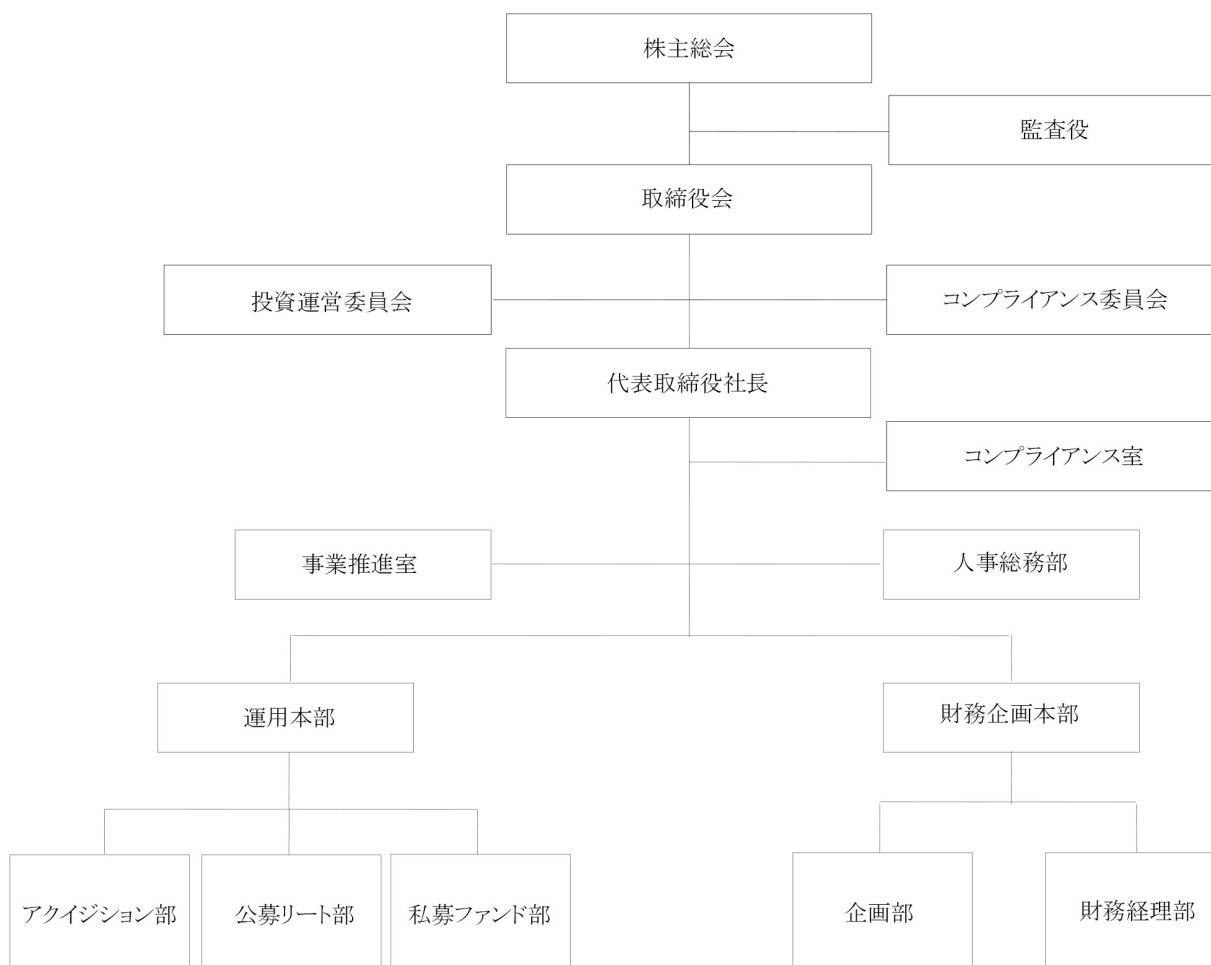 株主総会
監査役
取締役会
投資運営委員会
コンプライアンス委員会
代表取締役社長
コンプライアンス室
事業推進室
人事総務部
運用本部
財務企画本部
アクイジション部
公募リート部
私募ファンド部
企画部
財務経理部